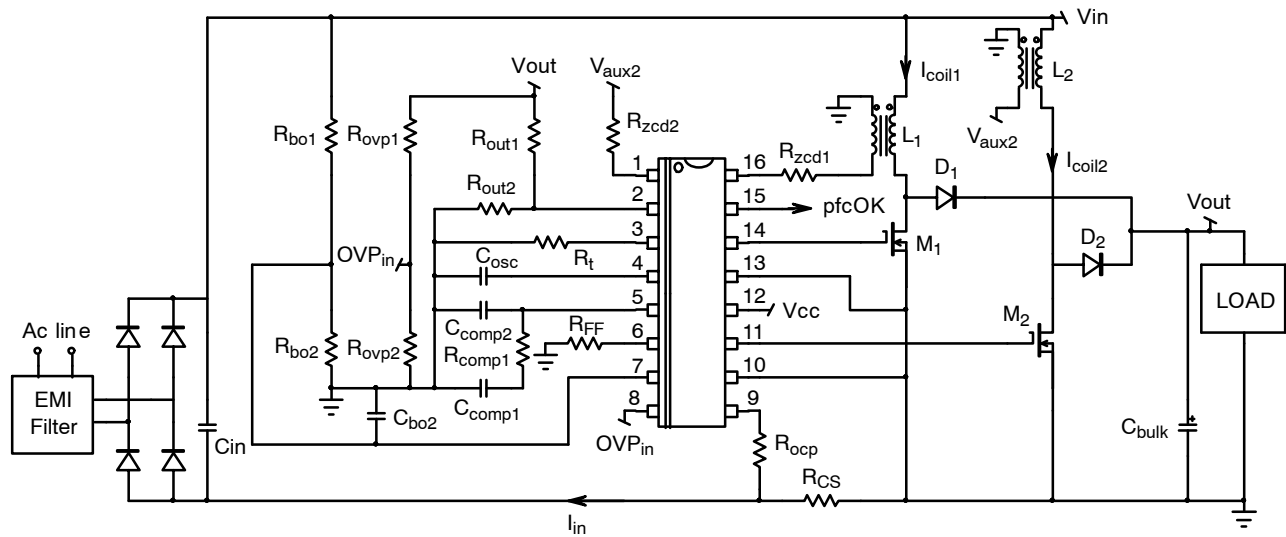 Vin
Icoil1
L2
Vout
Vaux2
Rzcd2
Rbo1
Rovp1
Rout1
L1
Vaux2
Rzcd1
Icoil2
1
16
D1
Rout2
2
15
pfcOK
Vout
3
14
M1
OVPin
Rt
D2
Cosc
4
13
LOAD
5
12
Vcc
Ac line
Ccomp2
RFF
M2
Rbo2
Rovp2
Rcomp1
6
11
EMI
Filter
7
10
Cbo2
Ccomp1
8
9
Cin
OVPin
Rocp
Cbulk
+
RCS
Iin